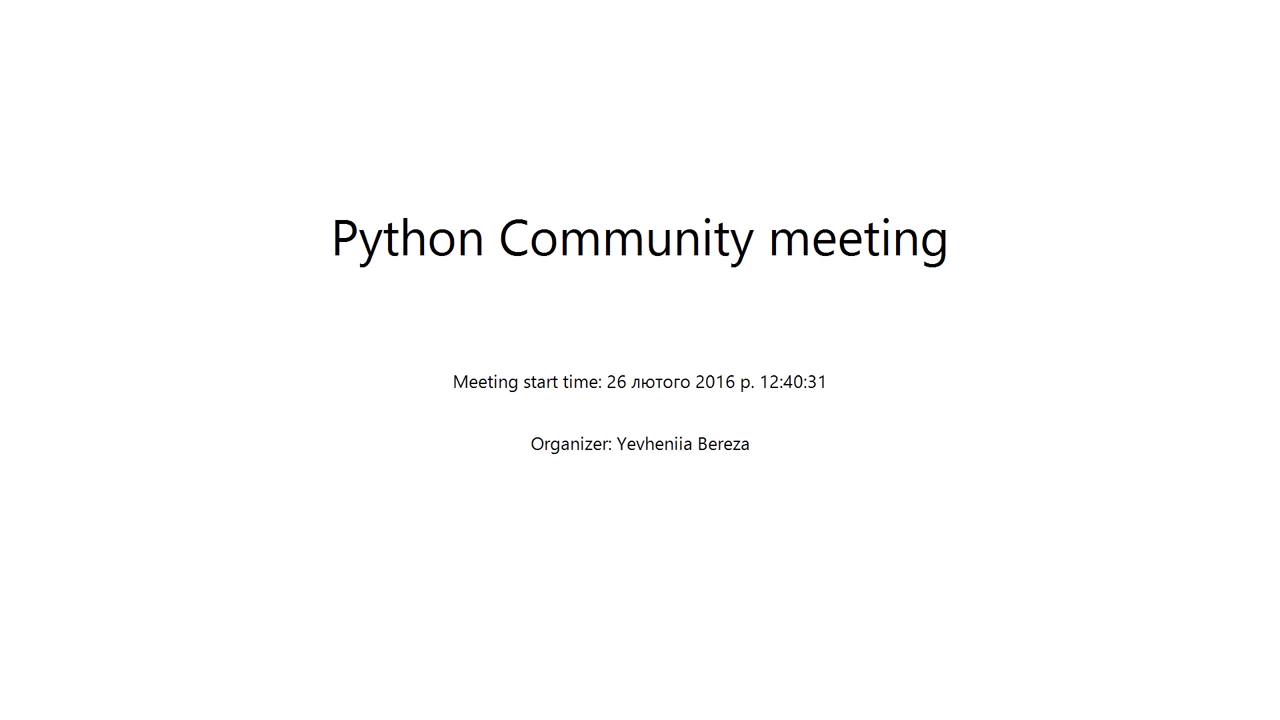 Python Community meeting
Meeting start time: 26 лютого 2016 р. 12:40:31
Organizer: Yevheniia Bereza